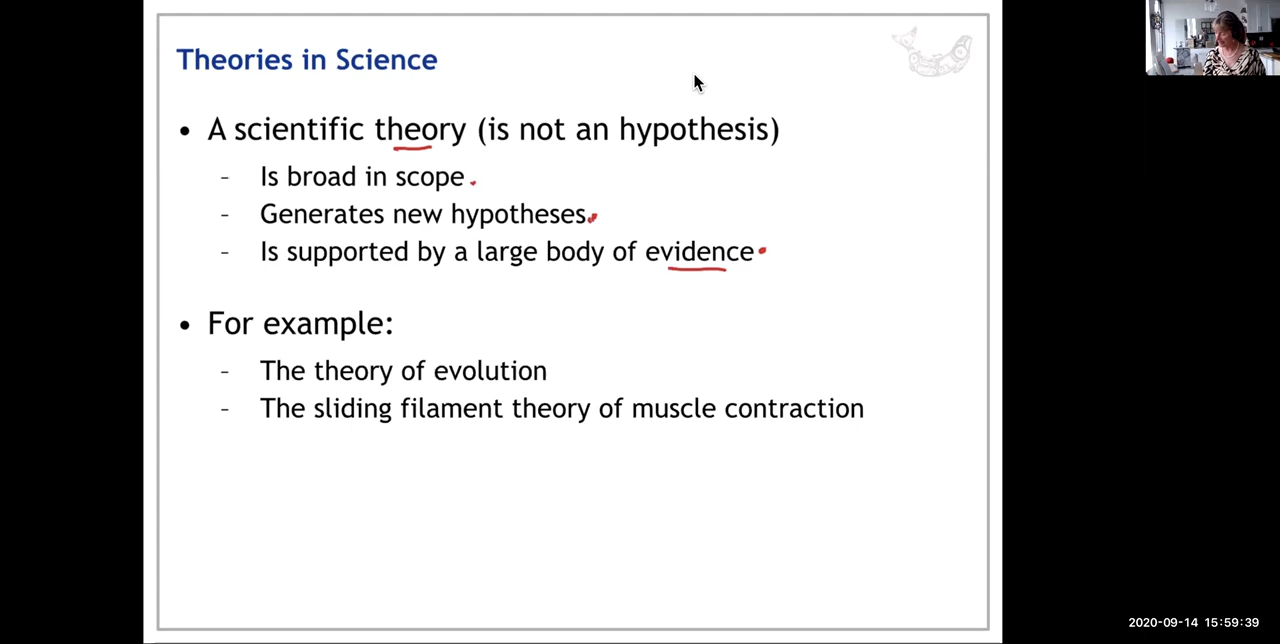 Theories in Science
• A scientific theory (is not an hypothesis)
- Is broad in scope
- Generates new hypotheses
- Is supported by a large body of evidence
• For example:
- The theory of evolution
- The sliding filament theory of muscle contraction
2020-09-14 15:59:39